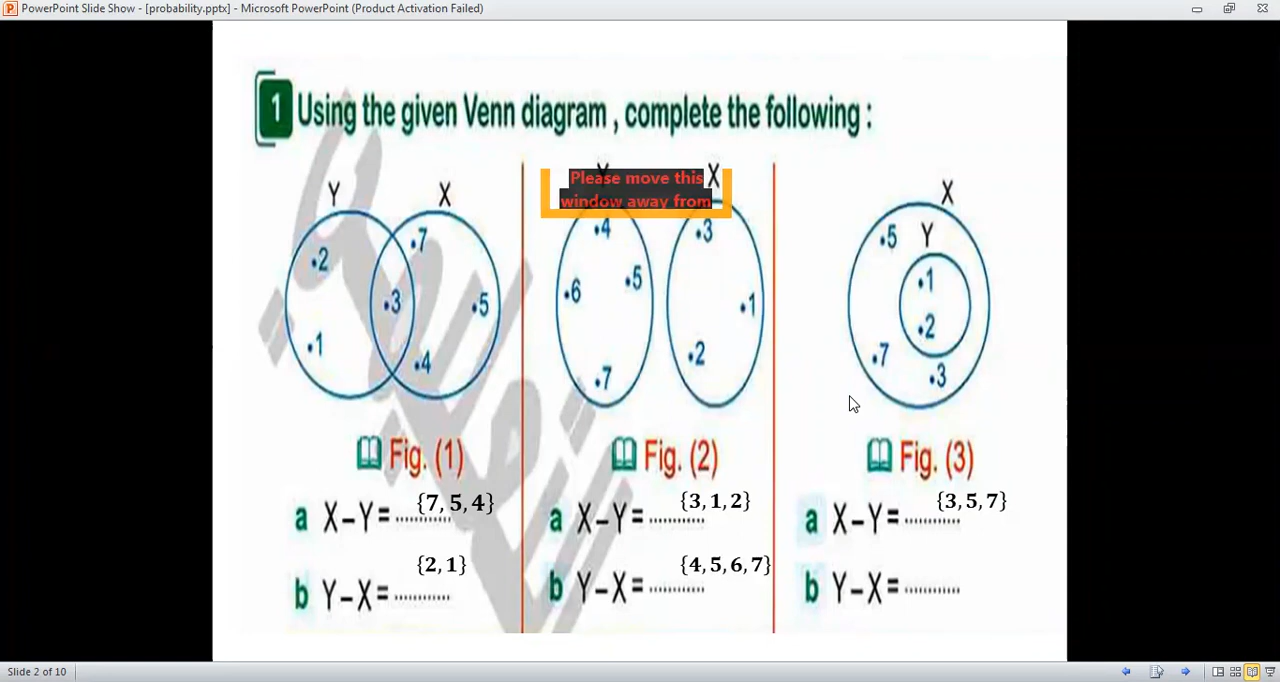 PowerPoint Slide Show - [probability.pptx] - Microsoft PowerPoint (Product Activation Failed)
1 Using the given Venn diagram , complete the following :
Y X
•2
•1
•3
•7
•5
•4
Fig. (1)
a X–Y= ........... {7, 5, 4}
b Y–X= ........... {2, 1}
Please move this
window away from
X
•4
•5
•6
•7
•3
•1
•2
Fig. (2)
a X–Y= ........... {3, 1, 2}
b Y–X= ........... {4, 5, 6, 7}
X
•5
Y
•1
•2
•7
•3
Fig. (3)
a X–Y= ........... {3, 5, 7}
b Y–X= ...........
Slide 2 of 10